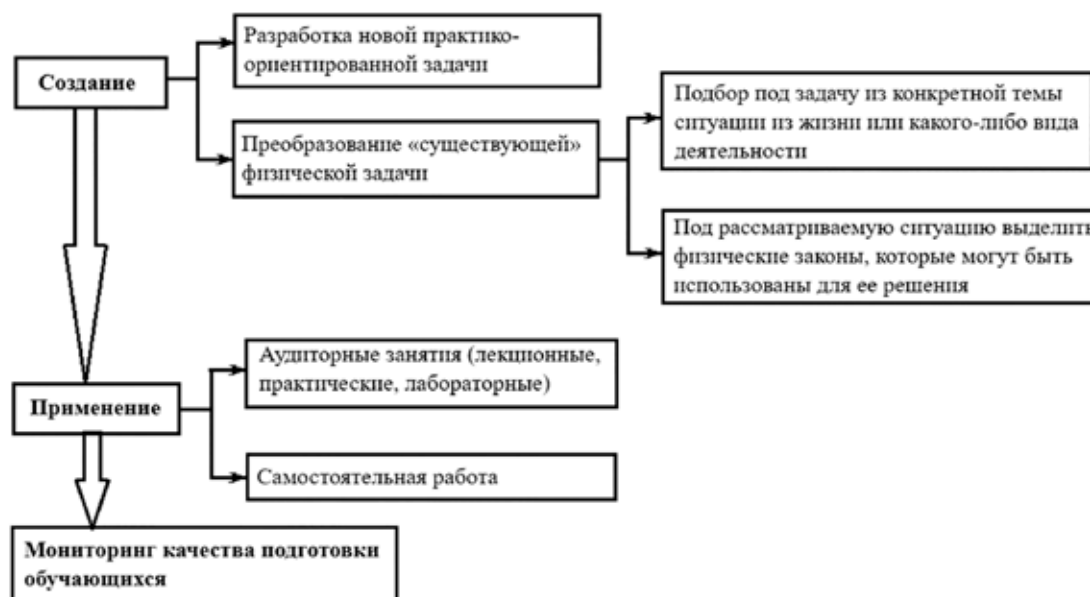 Разработка новой практико-
ориентированной задачи
Создание
Преобразование «существующей»
физической задачи
Подбор под задачу из конкретной темы
ситуации из жизни или какого-либо вида
деятельности
Под рассматриваемую ситуацию выделить
физические законы, которые могут быть
использованы для ее решения
Аудиторные занятия (лекционные,
практические, лабораторные)
Применение
Самостоятельная работа
Мониторинг качества подготовки
обучающихся